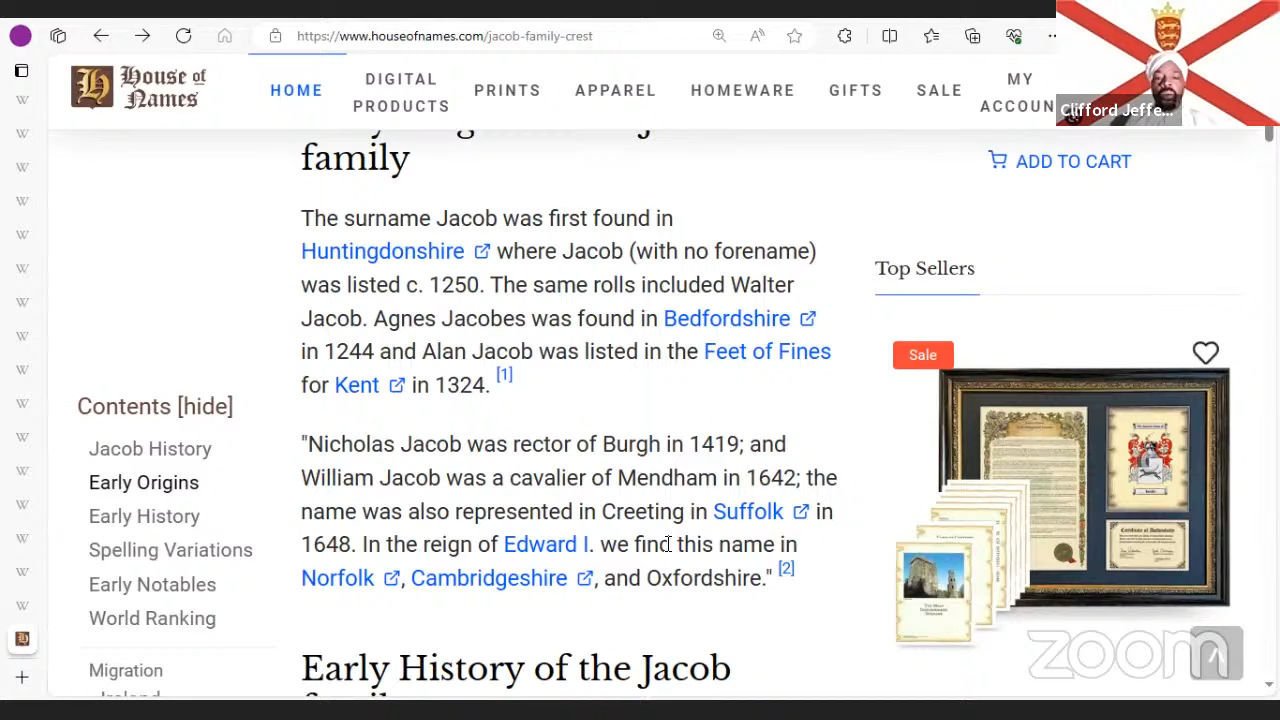 https://www.houseofnames.com/jacob-family-crest
House of
Names
HOME
DIGITAL
PRODUCTS
PRINTS
APPAREL
HOMEWARE
GIFTS
SALE
MY
ACCOUN
Clifford Jeffe...
family
ADD TO CART
The surname Jacob was first found in
Huntingdonshire where Jacob (with no forename)
was listed c. 1250. The same rolls included Walter
Jacob. Agnes Jacobes was found in Bedfordshire
in 1244 and Alan Jacob was listed in the Feet of Fines
for Kent in 1324. [1]
"Nicholas Jacob was rector of Burgh in 1419; and
William Jacob was a cavalier of Mendham in 1642; the
name was also represented in Creeting in Suffolk in
1648. In the reign of Edward I. we find this name in
Norfolk, Cambridgeshire, and Oxfordshire." [2]
Early History of the Jacob
Contents [hide]
Jacob History
Early Origins
Early History
Spelling Variations
Early Notables
World Ranking
Migration
Top Sellers
Sale
zoom